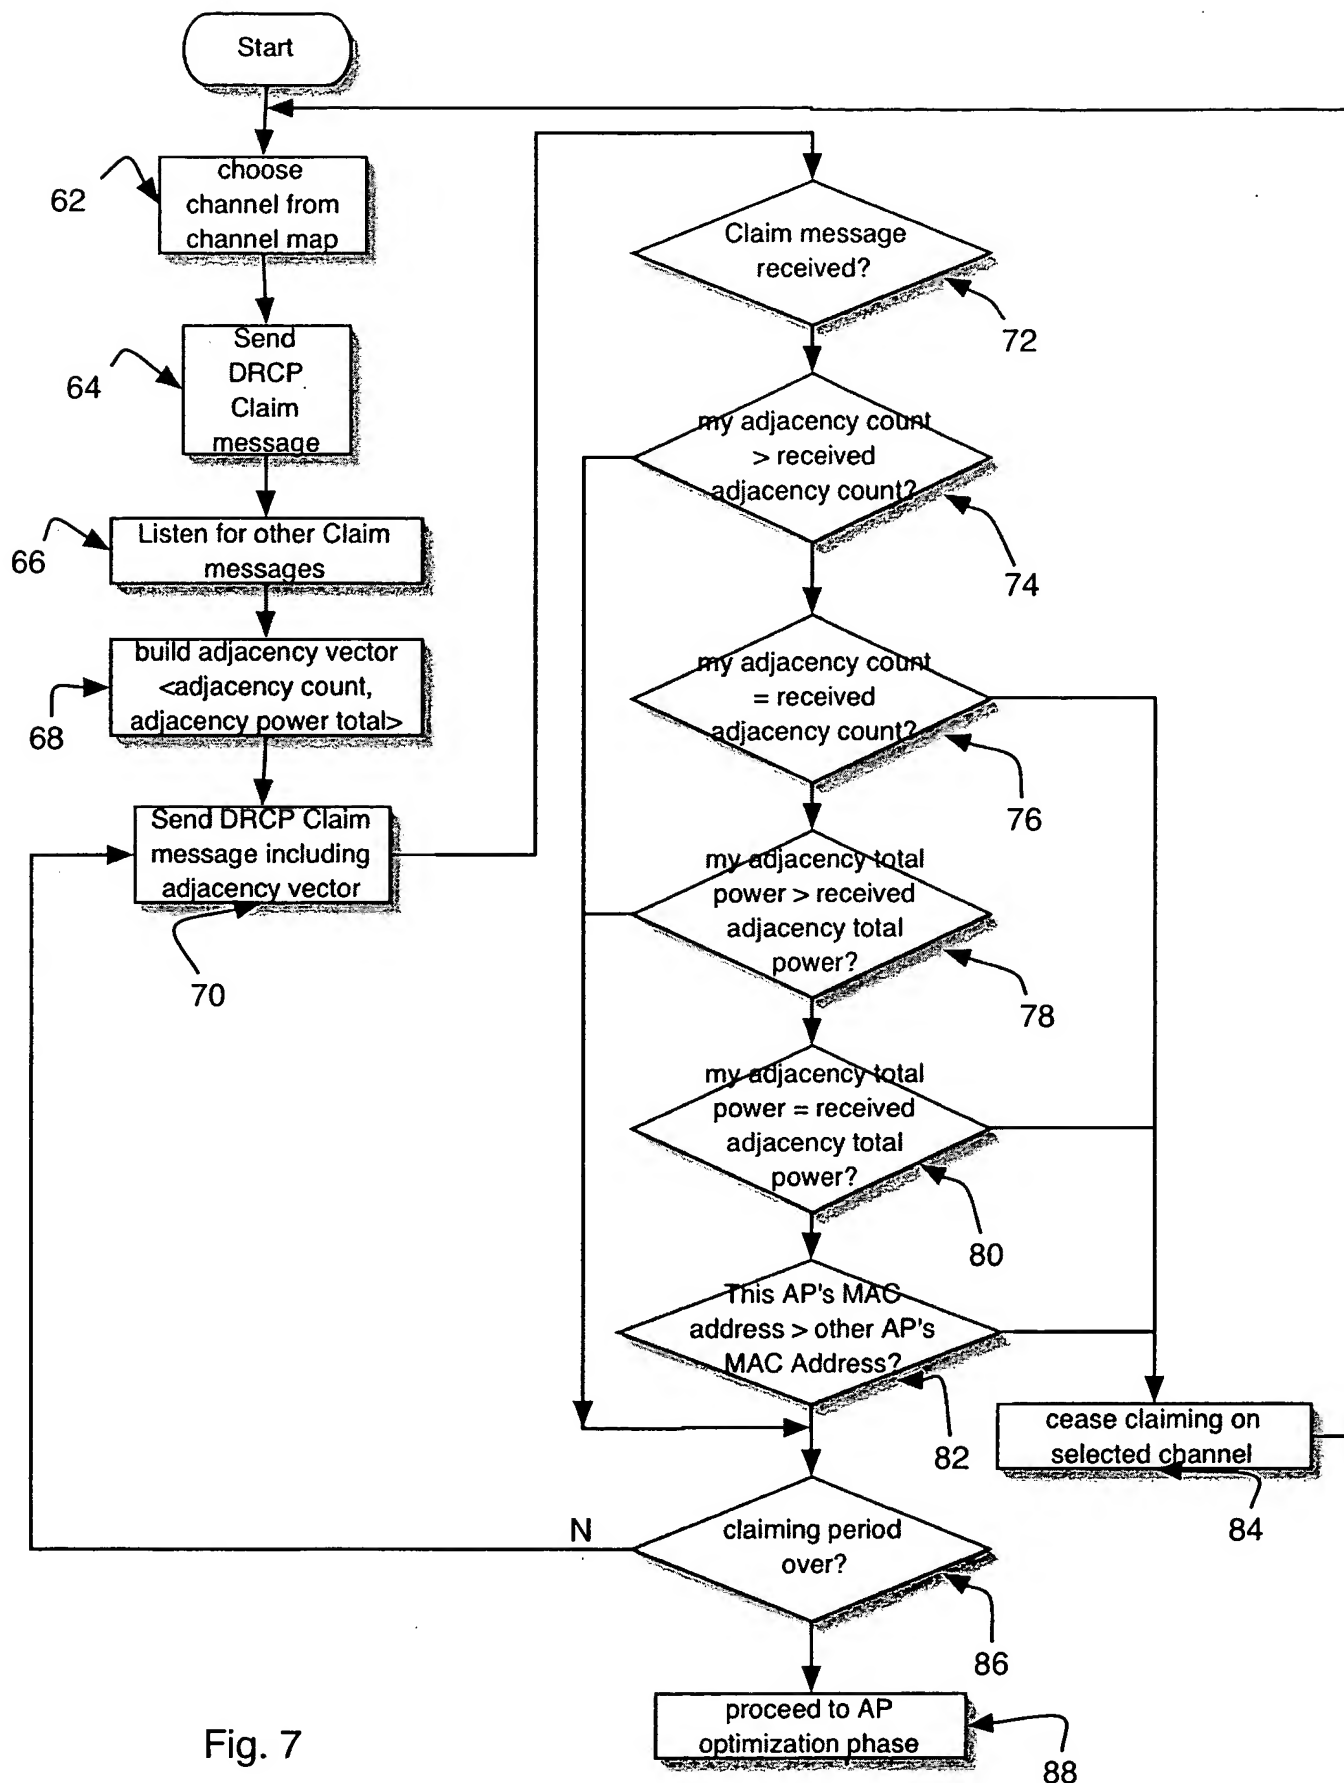 Start
choose
channel from
channel map
62
Send
DRCP
Claim
message
64
Listen for other Claim
messages
66
build adjacency vector
<adjacency count,
adjacency power total>
68
Send DRCP Claim
message including
adjacency vector
70
Claim message
received?
72
my adjacency count
> received
adjacency count?
74
my adjacency count
= received
adjacency count?
76
my adjacency total
power > received
adjacency total
power?
78
my adjacency total
power = received
adjacency total
power?
80
This AP's MAC
address > other AP's
MAC Address?
82
cease claiming on
selected channel
84
claiming period
over?
N
86
proceed to AP
optimization phase
88
Fig. 7